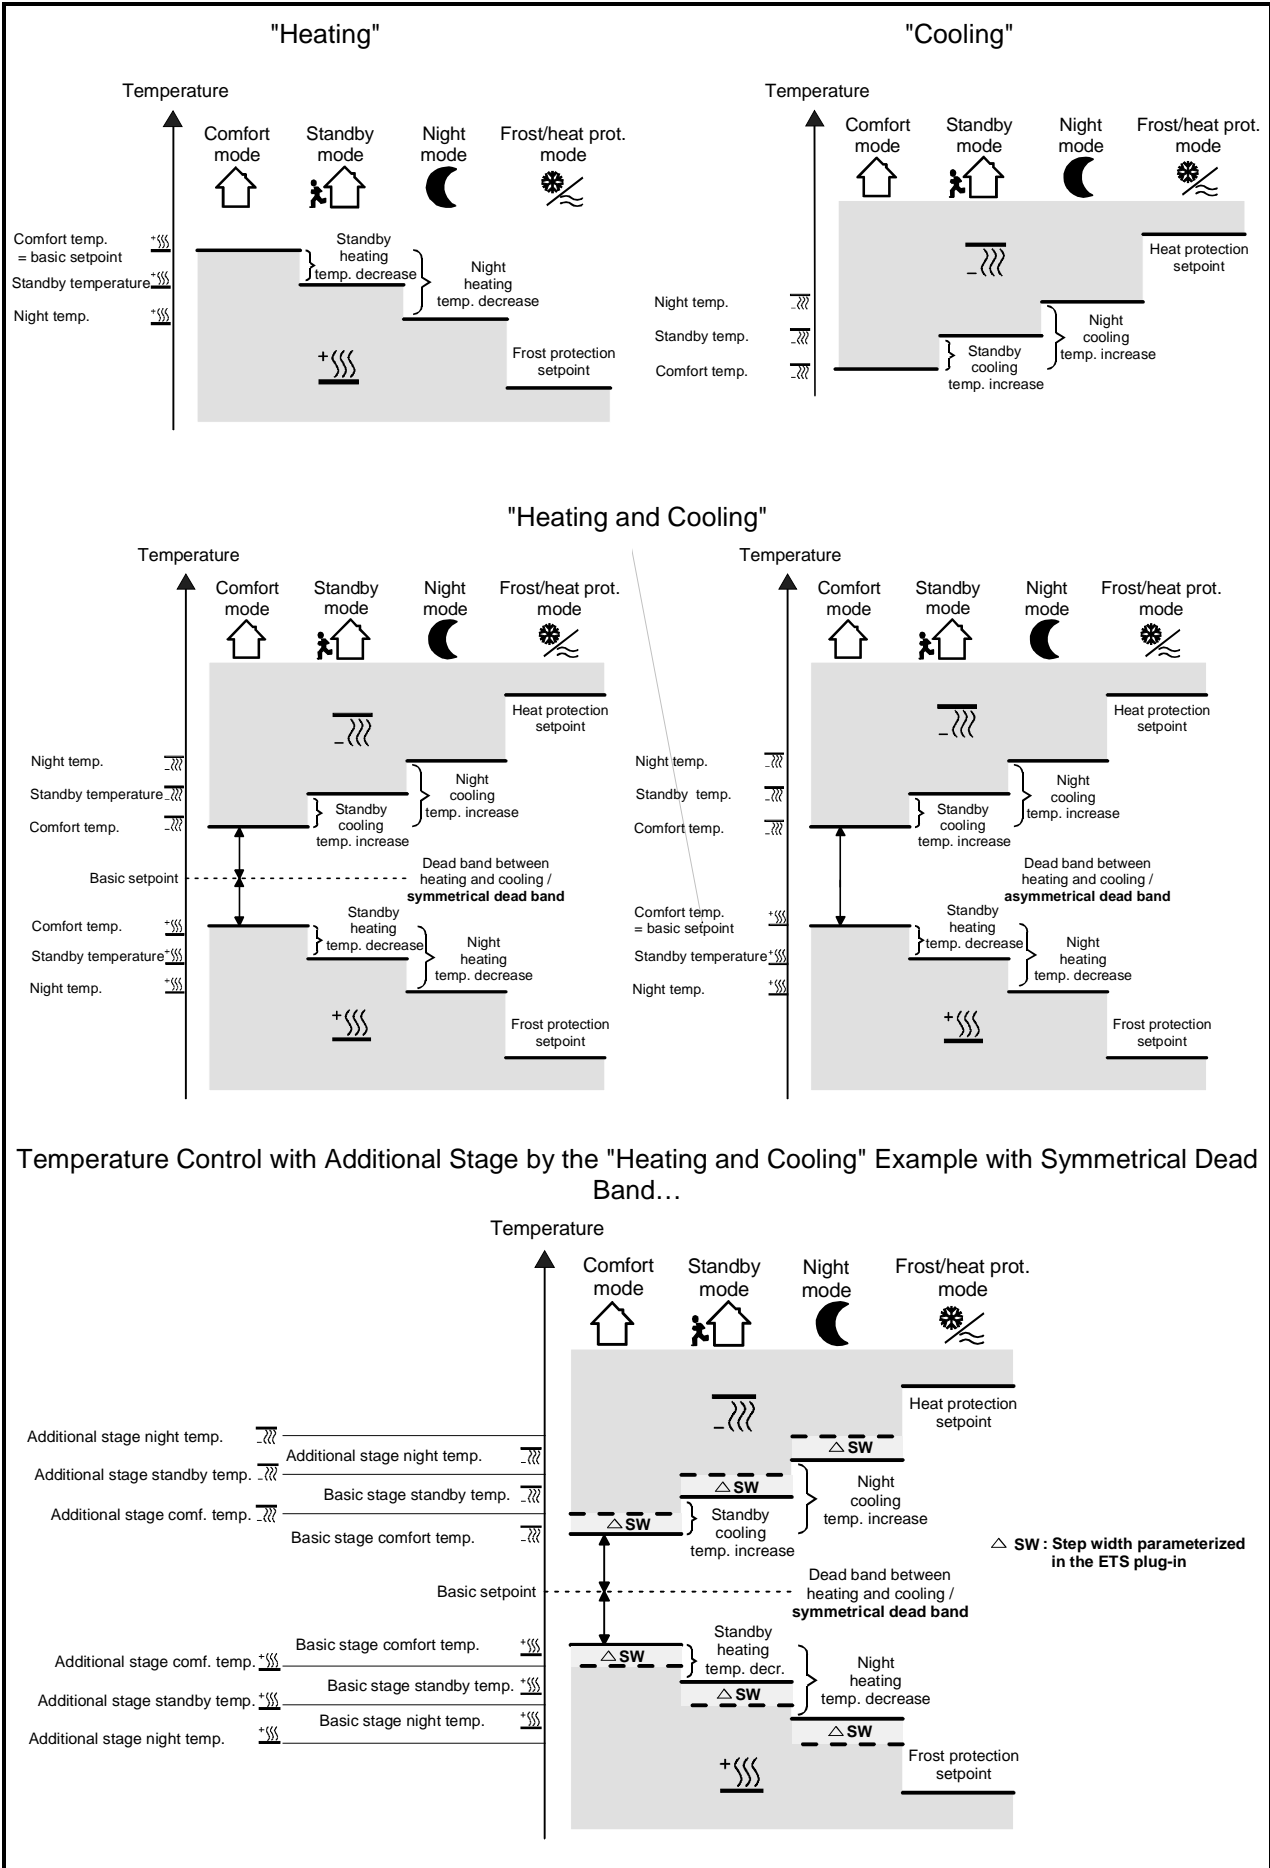 "Heating"
Temperature
Comfort
mode
Standby
mode
Night
mode
Frost/heat prot.
mode
Comfort temp.
= basic setpoint
Standby temperature
Night temp.
Standby
heating
temp. decrease
Night
heating
temp. decrease
Frost protection
setpoint
"Cooling"
Temperature
Comfort
mode
Standby
mode
Night
mode
Frost/heat prot.
mode
Heat protection
setpoint
Night temp.
Standby temp.
Comfort temp.
Standby
cooling
temp. increase
Night
cooling
temp. increase
"Heating and Cooling"
Temperature
Comfort
mode
Standby
mode
Night
mode
Frost/heat prot.
mode
Heat protection
setpoint
Night temp.
Standby temperature
Comfort temp.
Night
cooling
temp. increase
Standby
cooling
temp. increase
Basic setpoint
Dead band between
heating and cooling /
symmetrical dead band
Comfort temp.
Standby temperature
Night temp.
Standby
heating
temp. decrease
Night
heating
temp. decrease
Frost protection
setpoint
Temperature
Comfort
mode
Standby
mode
Night
mode
Frost/heat prot.
mode
Heat protection
setpoint
Night temp.
Standby temp.
Comfort temp.
Night
cooling
temp. increase
Standby
cooling
temp. increase
Dead band between
heating and cooling /
asymmetrical dead band
Comfort temp.
= basic setpoint
Standby temperature
Night temp.
Standby
heating
temp. decrease
Night
heating
temp. decrease
Frost protection
setpoint
Temperature Control with Additional Stage by the "Heating and Cooling" Example with Symmetrical Dead
Band…
Temperature
Comfort
mode
Standby
mode
Night
mode
Frost/heat prot.
mode
Heat protection
setpoint
Additional stage night temp.
Additional stage night temp.
Additional stage standby temp.
Basic stage standby temp.
Additional stage comf. temp.
Basic stage comfort temp.
△ SW
△ SW
△ SW
Night
cooling
temp. increase
Standby
cooling
temp. increase
△ SW : Step width parameterized
in the ETS plug-in
Basic setpoint
Dead band between
heating and cooling /
symmetrical dead band
Basic stage comfort temp.
Additional stage comf. temp.
Basic stage standby temp.
Additional stage standby temp.
Basic stage night temp.
Additional stage night temp.
△ SW
△ SW
△ SW
Standby
heating
temp. decr.
Night
heating
temp. decrease
Frost protection
setpoint